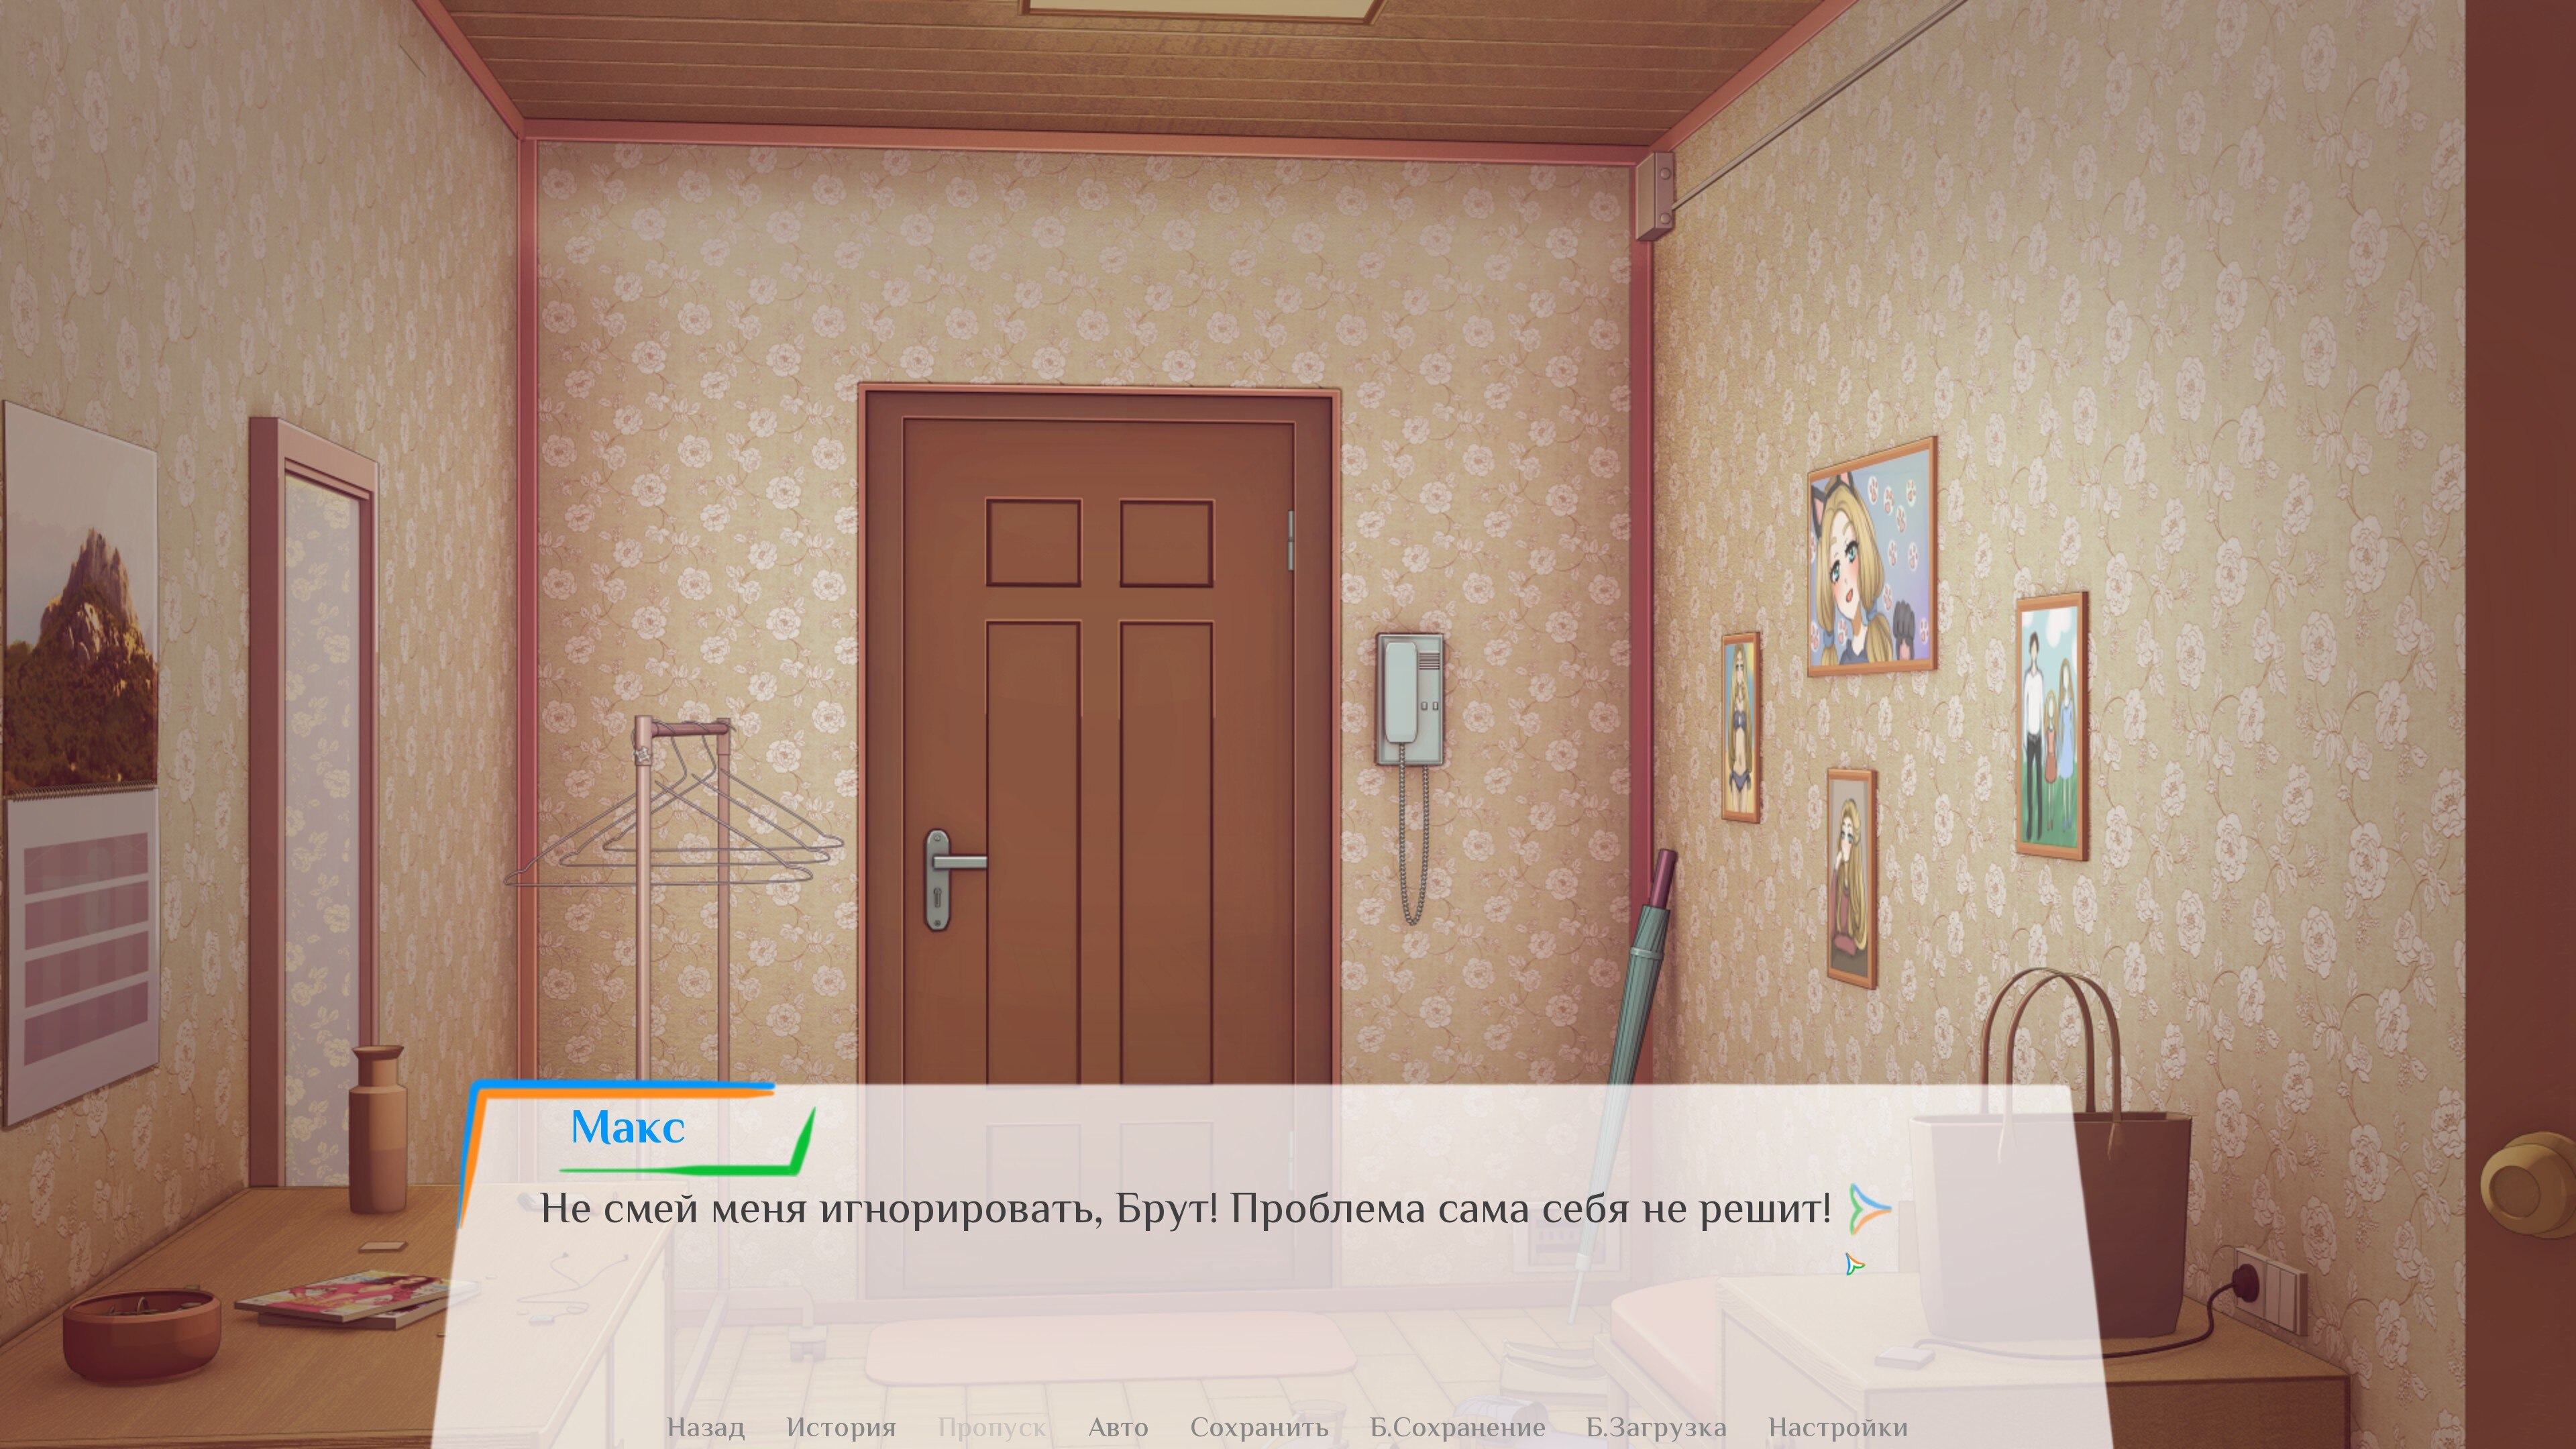 Макс
Не смей меня игнорировать, Брут! Проблема сама себя не решит!
Назад История Пропуск Авто Сохранить Б.Сохранение Б.Загрузка Настройки